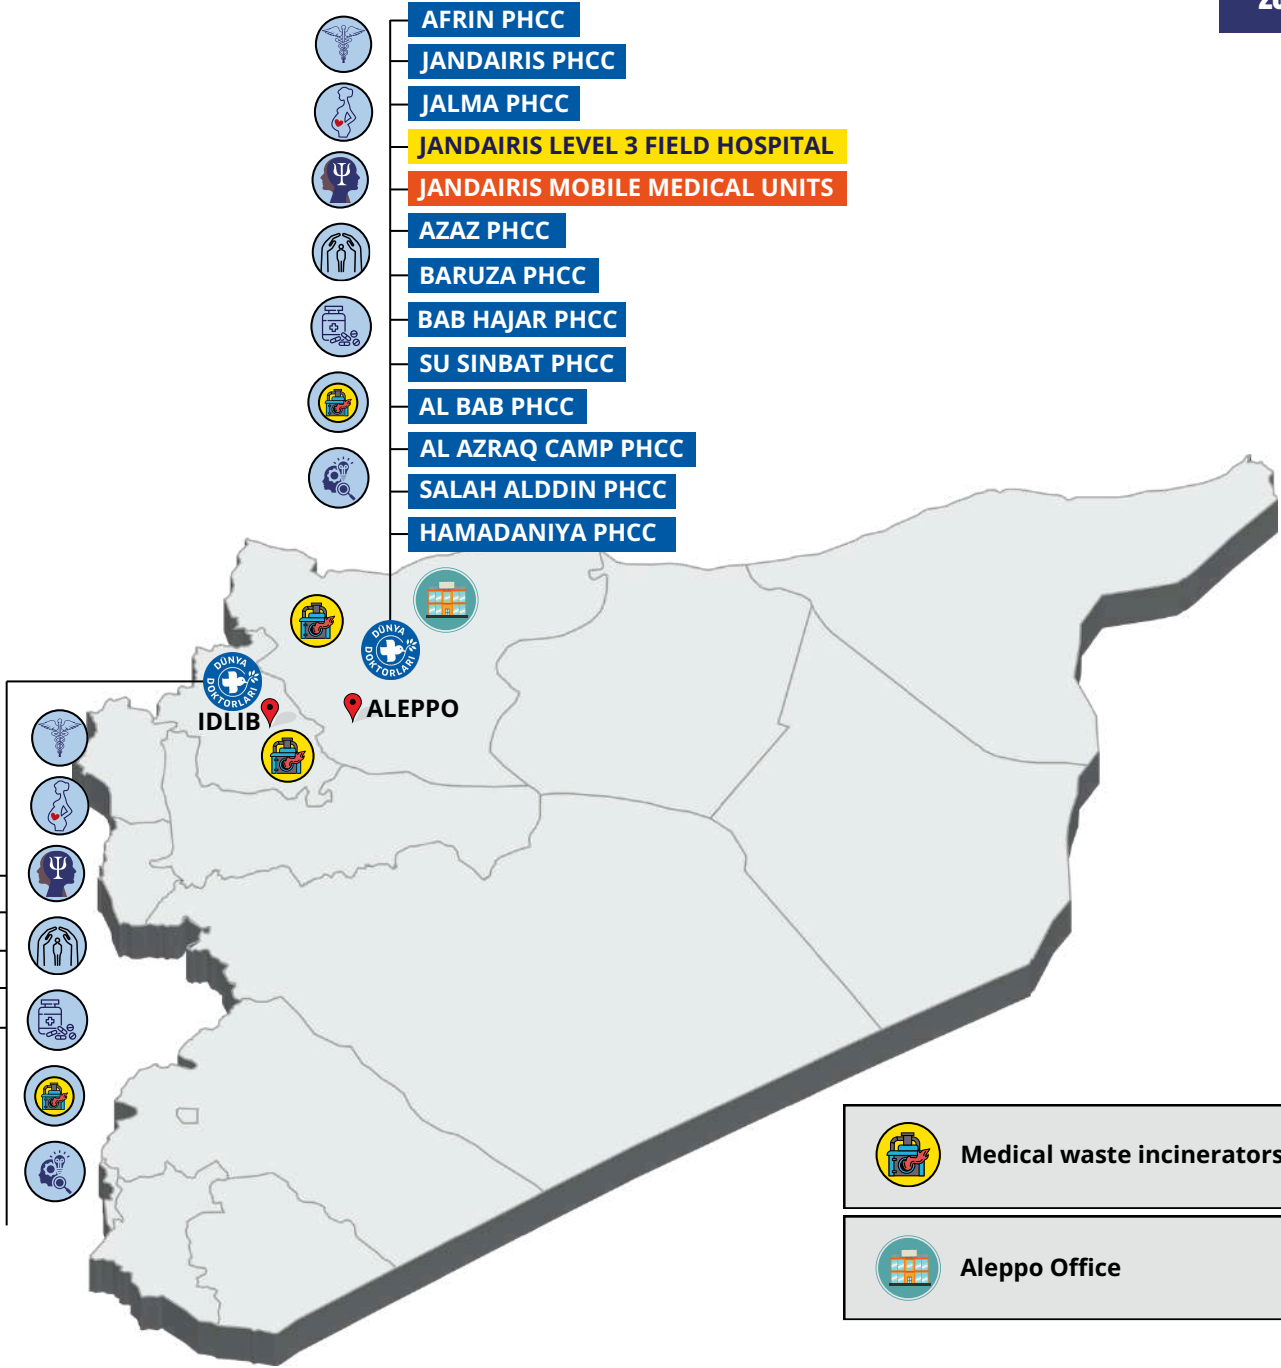 AFRIN PHCC
JANDAIRIS PHCC
JALMA PHCC
JANDAIRIS LEVEL 3 FIELD HOSPITAL
JANDAIRIS MOBILE MEDICAL UNITS
AZAZ PHCC
BARUZA PHCC
BAB HAJAR PHCC
SU SINBAT PHCC
AL BAB PHCC
AL AZRAQ CAMP PHCC
SALAH ALDDIN PHCC
HAMADANIYA PHCC
DÜNYA
DOKTORLARI
DÜNYA
DOKTORLARI
IDLIB
ALEPPO
Medical waste incinerators
Aleppo Office